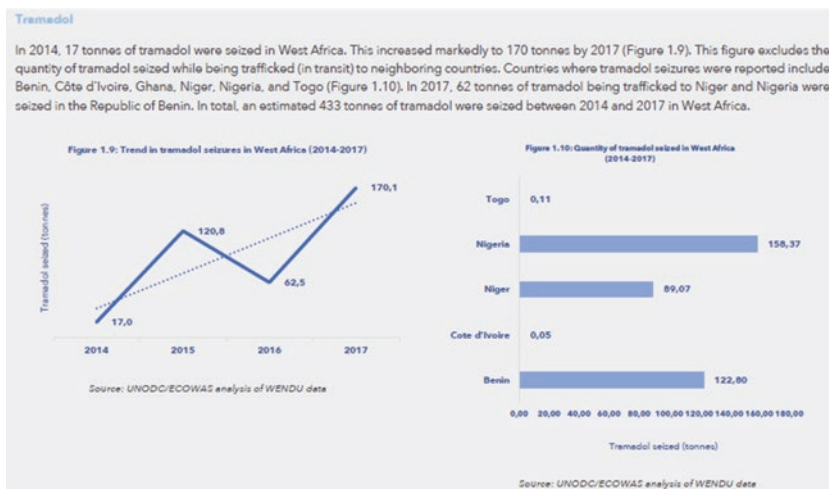 Tramadol
In 2014, 17 tonnes of tramadol were seized in West Africa. This increased markedly to 170 tonnes by 2017 (Figure 1.9). This figure excludes the
quantity of tramadol seized while being trafficked (in transit) to neighboring countries. Countries where tramadol seizures were reported include
Benin, Côte d'Ivoire, Ghana, Niger, Nigeria, and Togo (Figure 1.10). In 2017, 62 tonnes of tramadol being trafficked to Niger and Nigeria were
seized in the Republic of Benin. In total, an estimated 433 tonnes of tramadol were seized between 2014 and 2017 in West Africa.
Figure 1.9: Trend in tramadol seizures in West Africa (2014-2017)
Tramadol seized (tonnes)
170,1
120,8
62,5
17,0
2014 2015 2016 2017
Source: UNODC/ECOWAS analysis of WENDU data
Figure 1.10: Quantity of tramadol seized in West Africa
(2014-2017)
Togo 0,11
Nigeria 158,37
Niger 89,07
Cote d'Ivoire 0,05
Benin 122,80
0,00 20,00 40,00 60,00 80,00 100,00 120,00 140,00 160,00 180,00
Tramadol seized (tonnes)
Source: UNODC/ECOWAS analysis of WENDU data